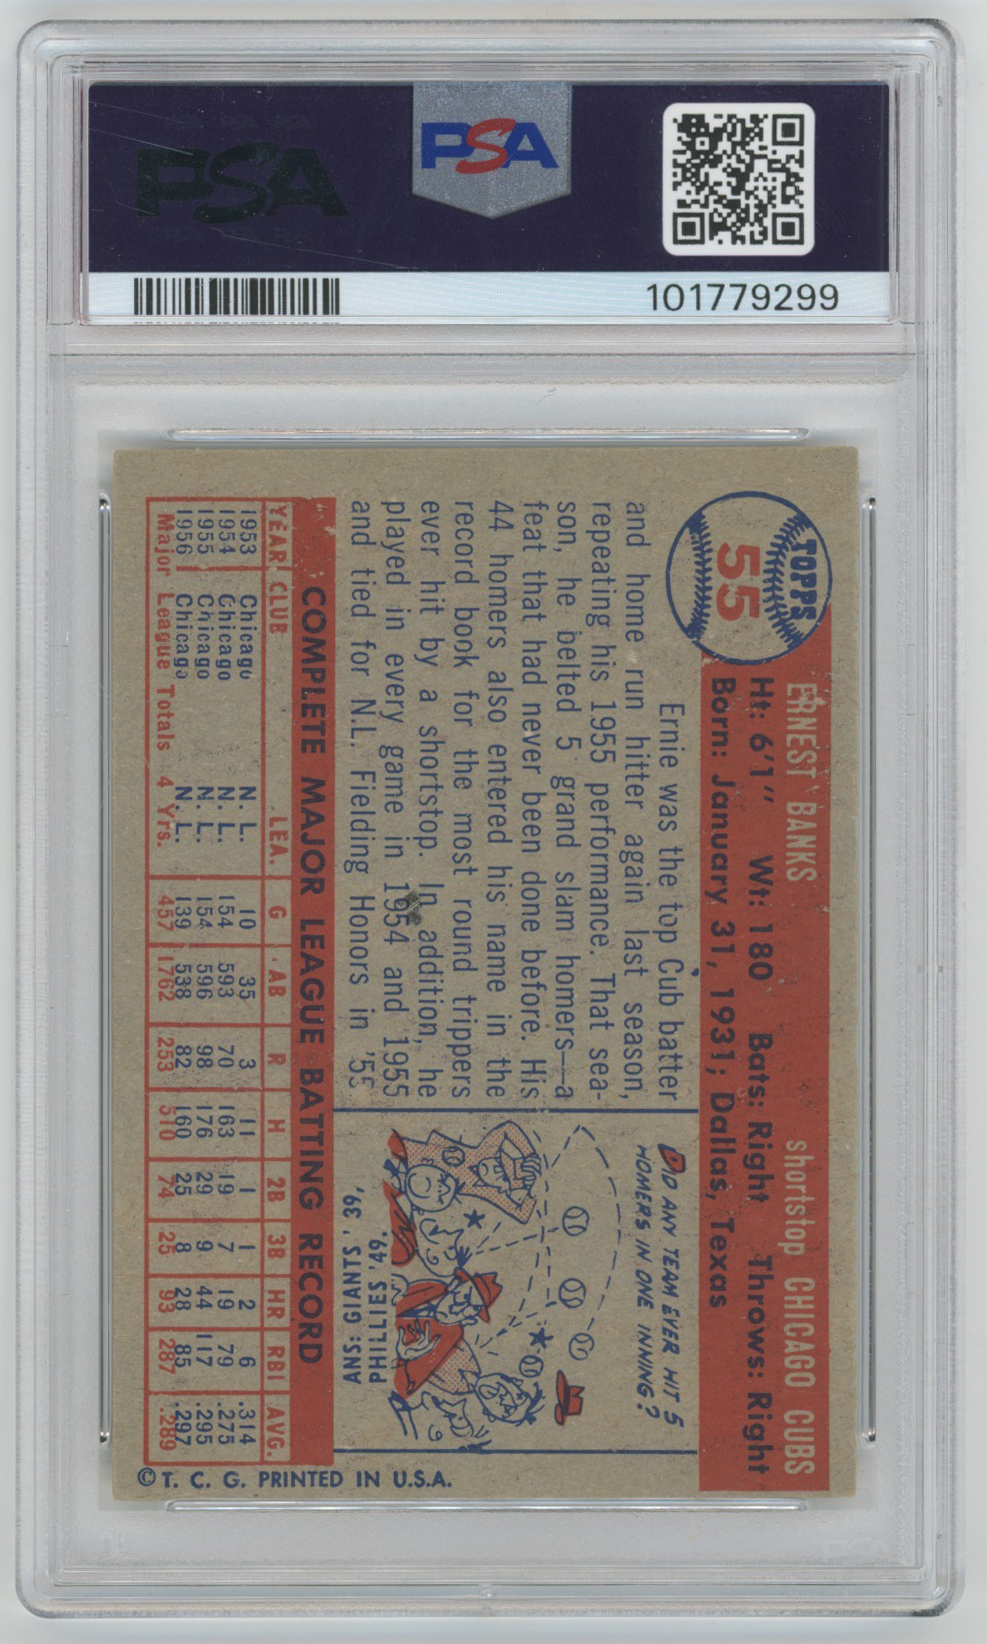 PSA
PSA
101779299
TOPPS
55
ERNEST BANKS shortstop CHICAGO CUBS
Ht: 6'1" Wt: 180 Bats: Right Throws: Right
Born: January 31, 1931; Dallas, Texas
Ernie was the top Cub batter
and home run hitter again last season,
repeating his 1955 performance. That sea-
son, he belted 5 grand slam homers—a
feat that had never been done before. His
44 homers also entered his name in the
record book for the most round trippers
ever hit by a shortstop. In addition, he
played in every game in 1954 and 1955
and tied for N.L. Fielding Honors in '55
DID ANY TEAM EVER HIT 5
HOMERS IN ONE INNING?
ANS: GIANTS, '39,
PHILLIES '49.
COMPLETE MAJOR LEAGUE BATTING RECORD
YEAR CLUB LEA. G AB R H 2B 3B HR RBI AVG.
1953 Chicago N. L. 10 35 3 11 1 1 2 6 .314
1954 Chicago N. L. 154 593 70 163 19 7 19 79 .275
1955 Chicago N. L. 154 596 98 176 29 9 44 117 .295
1956 Chicago N. L. 139 538 82 160 25 8 28 85 .297
Major League Totals 4 Yrs. 457 1762 253 510 74 25 93 287 .289
© T. C. G. PRINTED IN U.S.A.
PSA